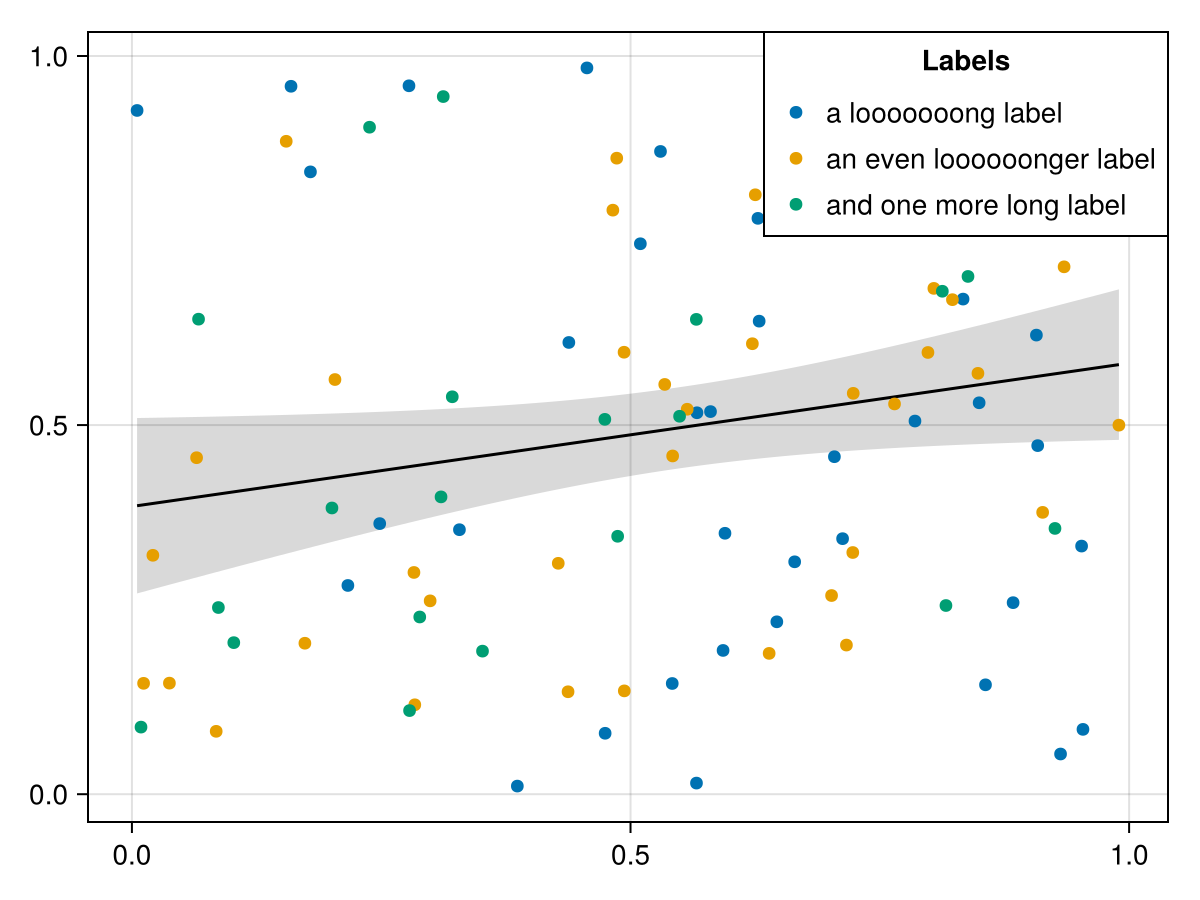 1.0
Labels
a looooooong label
an even loooooonger label
and one more long label
0.5
0.0
0.0 0.5 1.0